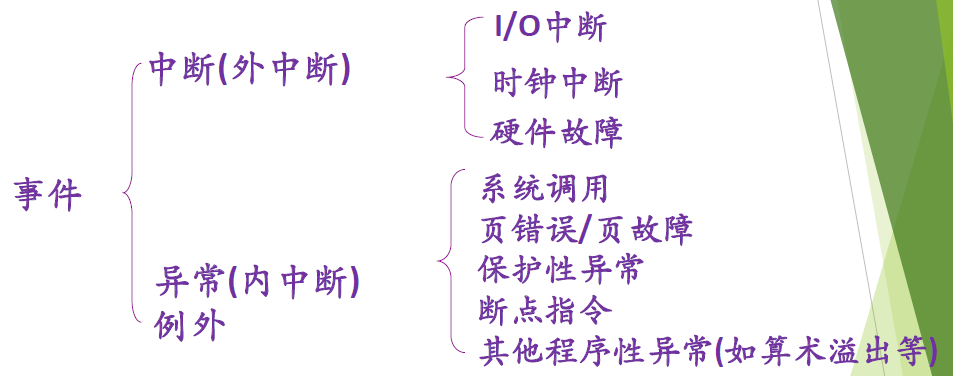 事件
中断(外中断)
I/O中断
时钟中断
硬件故障
异常(内中断)
例外
系统调用
页错误/页故障
保护性异常
断点指令
其他程序性异常(如算术溢出等)